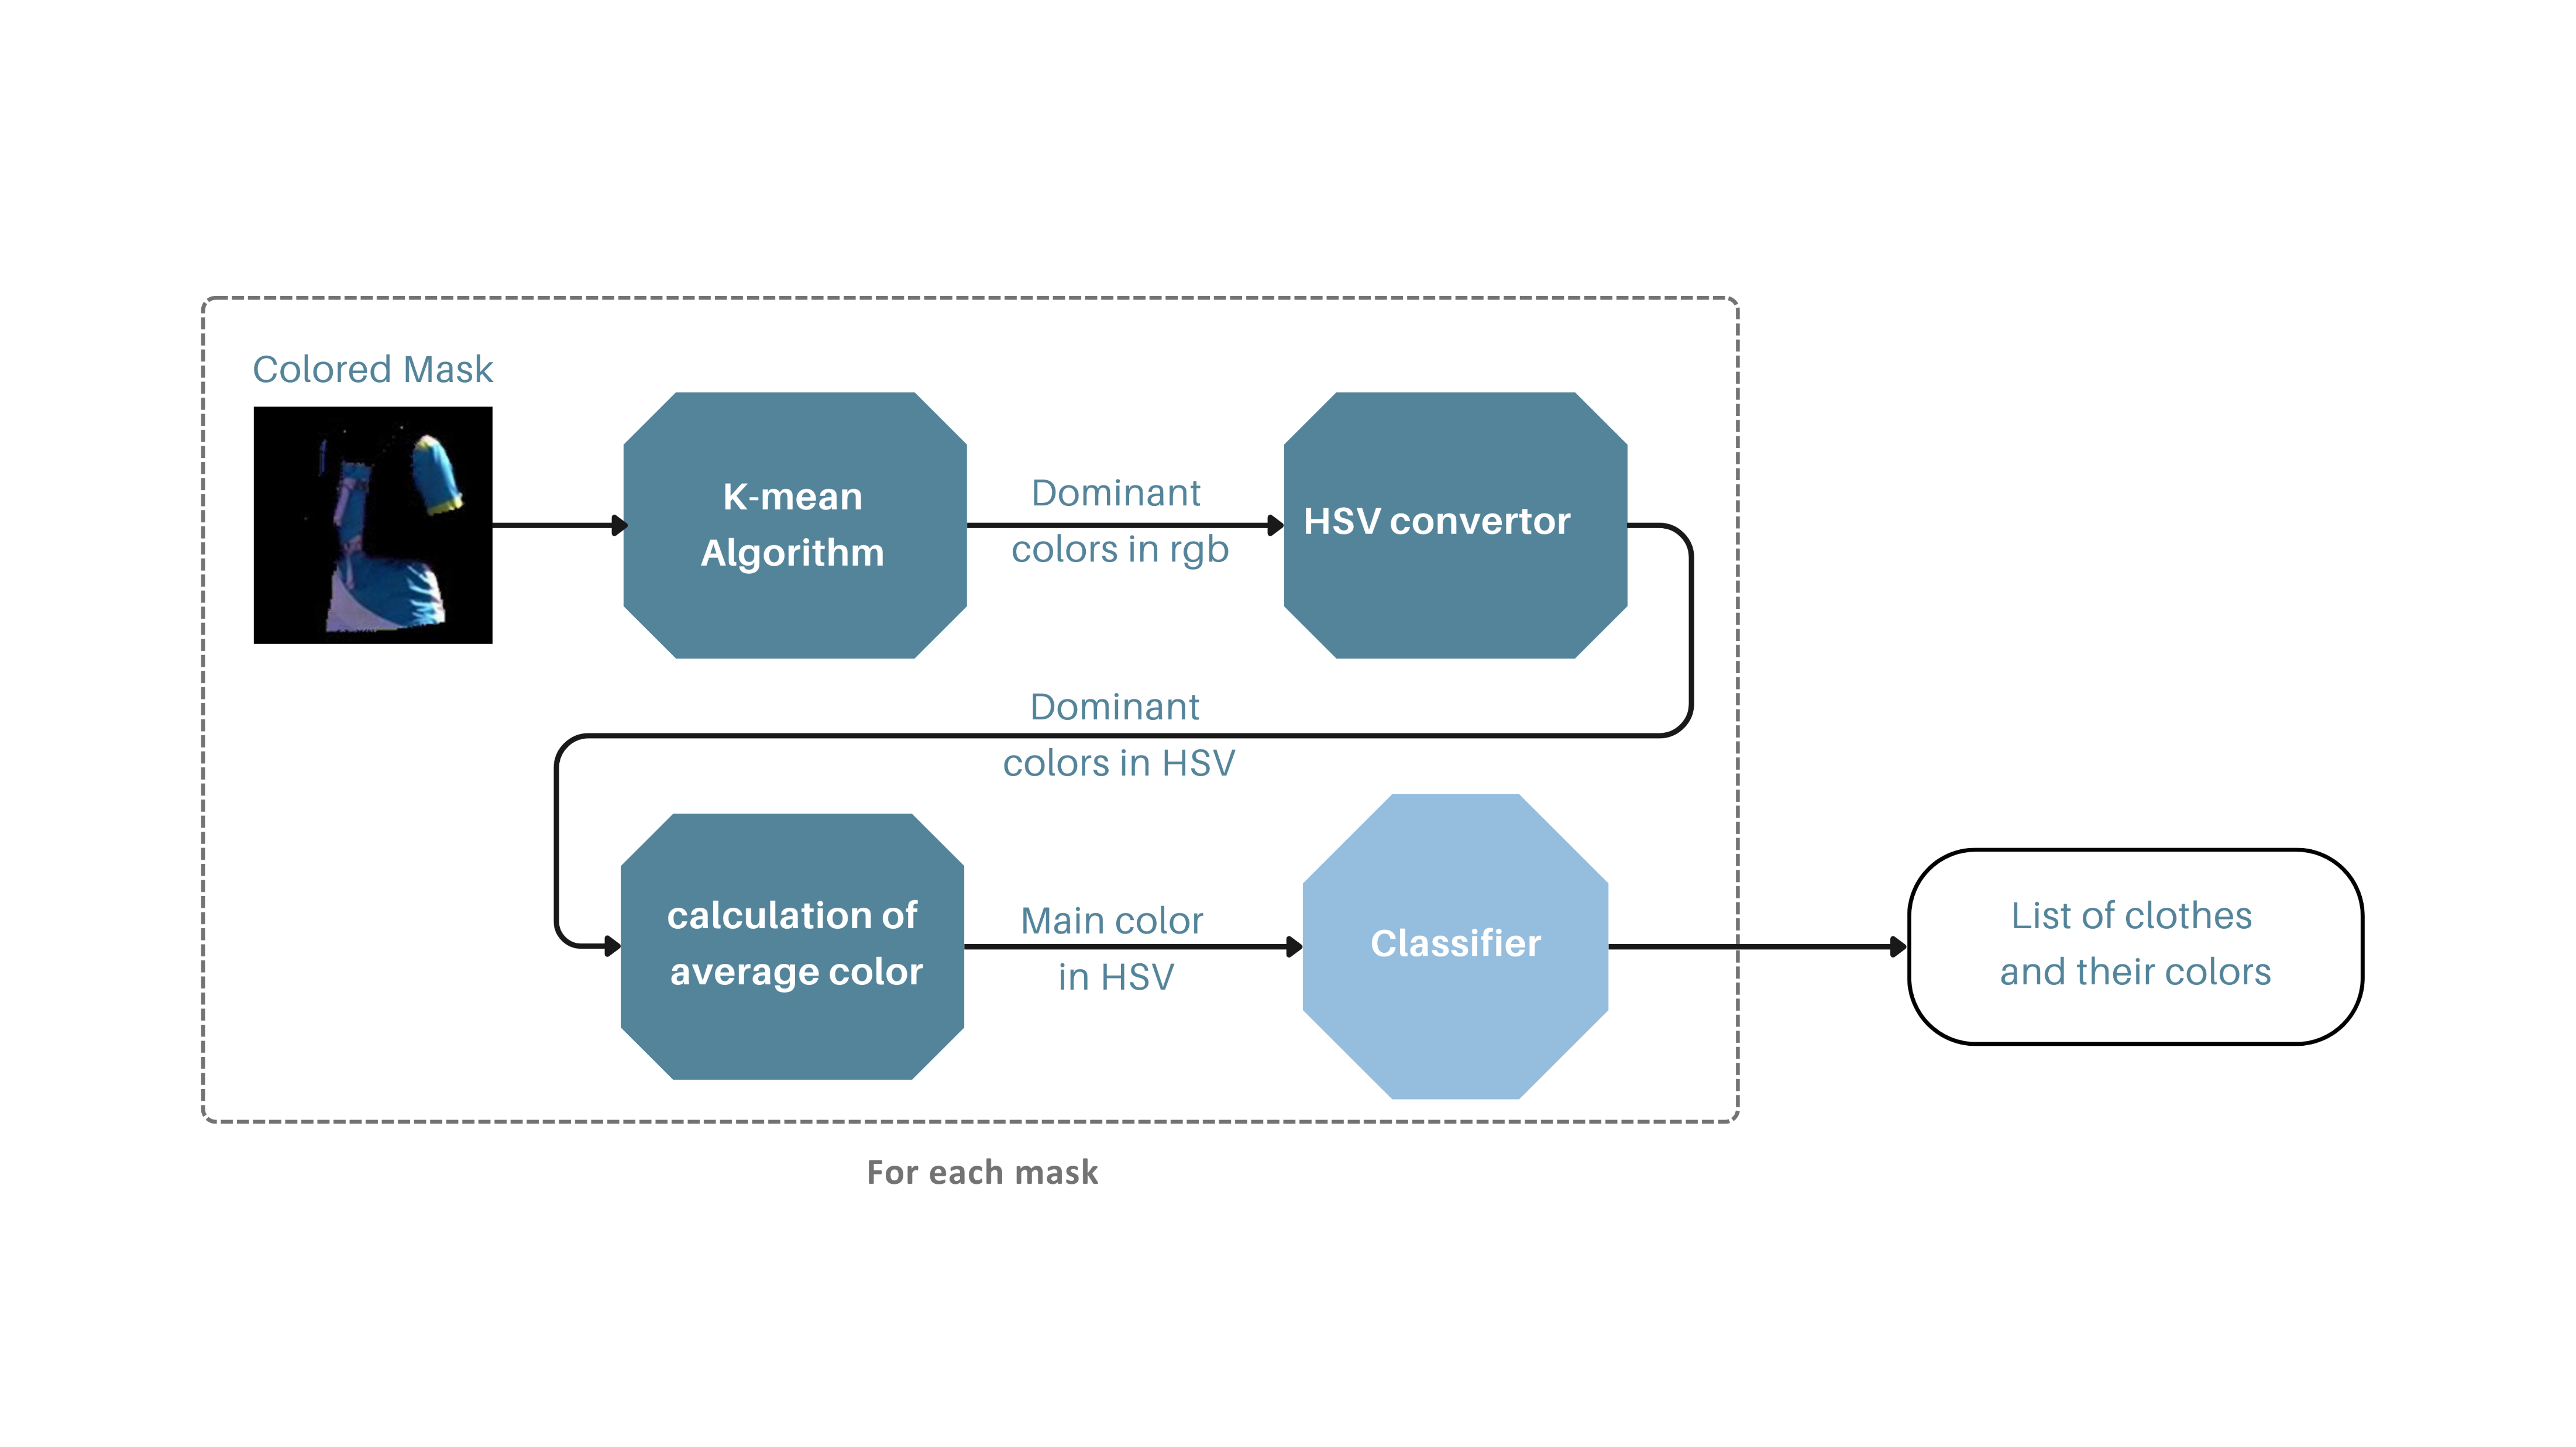 Colored Mask
K-mean
Algorithm
Dominant
colors in rgb
HSV convertor
Dominant
colors in HSV
calculation of
average color
Main color
in HSV
Classifier
List of clothes
and their colors
For each mask